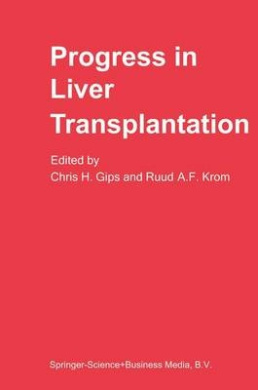 Progress in
Liver
Transplantation
Edited by
Chris H. Gips and Ruud A.F. Krom
Springer-Science+Business Media, B.V.